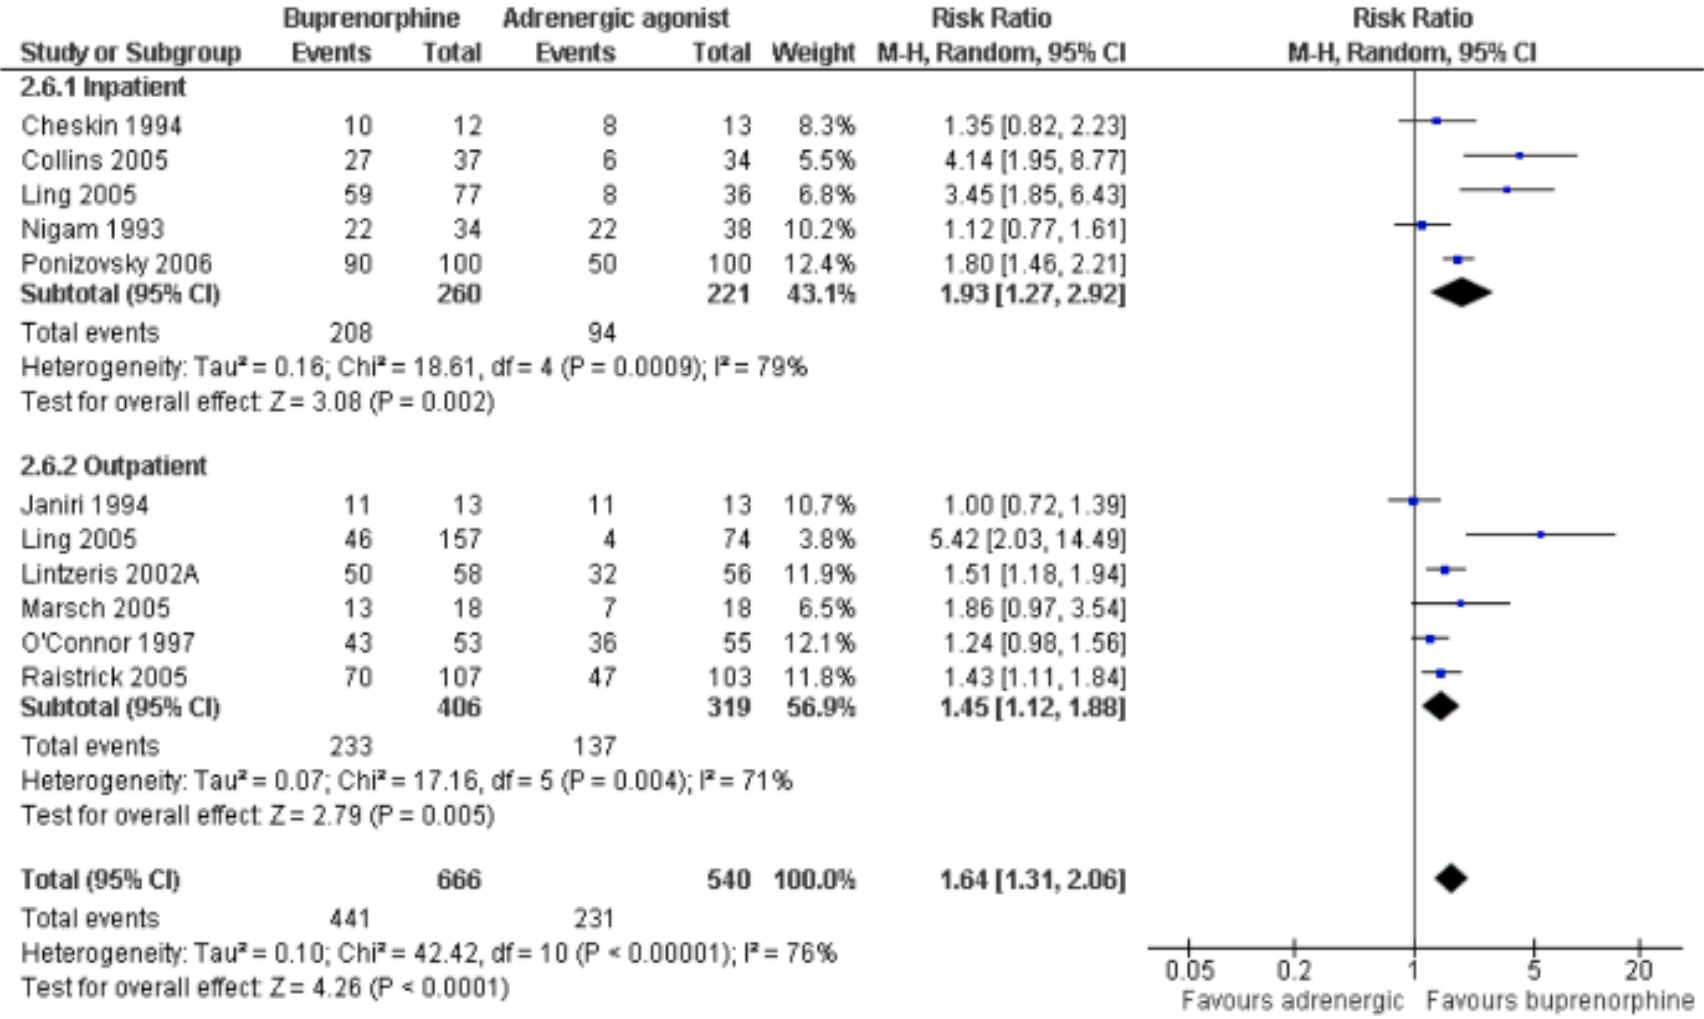 Buprenorphine Adrenergic agonist Risk Ratio Risk Ratio
Study or Subgroup Events Total Events Total Weight M-H, Random, 95% CI M-H, Random, 95% CI
2.6.1 Inpatient
Cheskin 1994 10 12 8 13 8.3% 1.35 [0.82, 2.23]
Collins 2005 27 37 6 34 5.5% 4.14 [1.95, 8.77]
Ling 2005 59 77 8 36 6.8% 3.45 [1.85, 6.43]
Nigam 1993 22 34 22 38 10.2% 1.12 [0.77, 1.61]
Ponizovsky 2006 90 100 50 100 12.4% 1.80 [1.46, 2.21]
Subtotal (95% CI) 260 221 43.1% 1.93 [1.27, 2.92]
Total events 208 94
Heterogeneity: Tau² = 0.16; Chi² = 18.61, df = 4 (P = 0.0009); I² = 79%
Test for overall effect: Z = 3.08 (P = 0.002)
2.6.2 Outpatient
Janiri 1994 11 13 11 13 10.7% 1.00 [0.72, 1.39]
Ling 2005 46 157 4 74 3.8% 5.42 [2.03, 14.49]
Lintzeris 2002A 50 58 32 56 11.9% 1.51 [1.18, 1.94]
Marsch 2005 13 18 7 18 6.5% 1.86 [0.97, 3.54]
O'Connor 1997 43 53 36 55 12.1% 1.24 [0.98, 1.56]
Raistrick 2005 70 107 47 103 11.8% 1.43 [1.11, 1.84]
Subtotal (95% CI) 406 319 56.9% 1.45 [1.12, 1.88]
Total events 233 137
Heterogeneity: Tau² = 0.07; Chi² = 17.16, df = 5 (P = 0.004); I² = 71%
Test for overall effect: Z = 2.79 (P = 0.005)
Total (95% CI) 666 540 100.0% 1.64 [1.31, 2.06]
Total events 441 231
Heterogeneity: Tau² = 0.10; Chi² = 42.42, df = 10 (P < 0.00001); I² = 76%
Test for overall effect: Z = 4.26 (P < 0.0001)
0.05 0.2 1 5 20
Favours adrenergic Favours buprenorphine